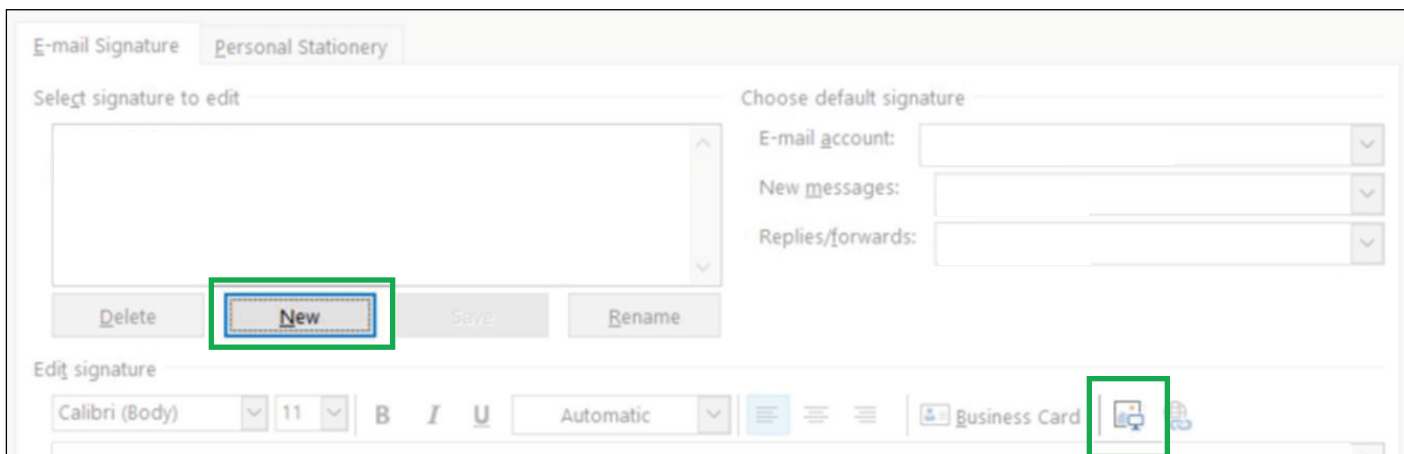 E-mail Signature
Personal Stationery
Select signature to edit
Choose default signature
E-mail account:
New messages:
Replies/forwards:
Delete
New
Save
Rename
Edit signature
Calibri (Body)
11
B
I
U
Automatic
Business Card